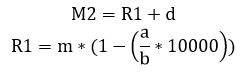 M2 = R1 + d
R1 = m * (1 − (a/b * 10000))